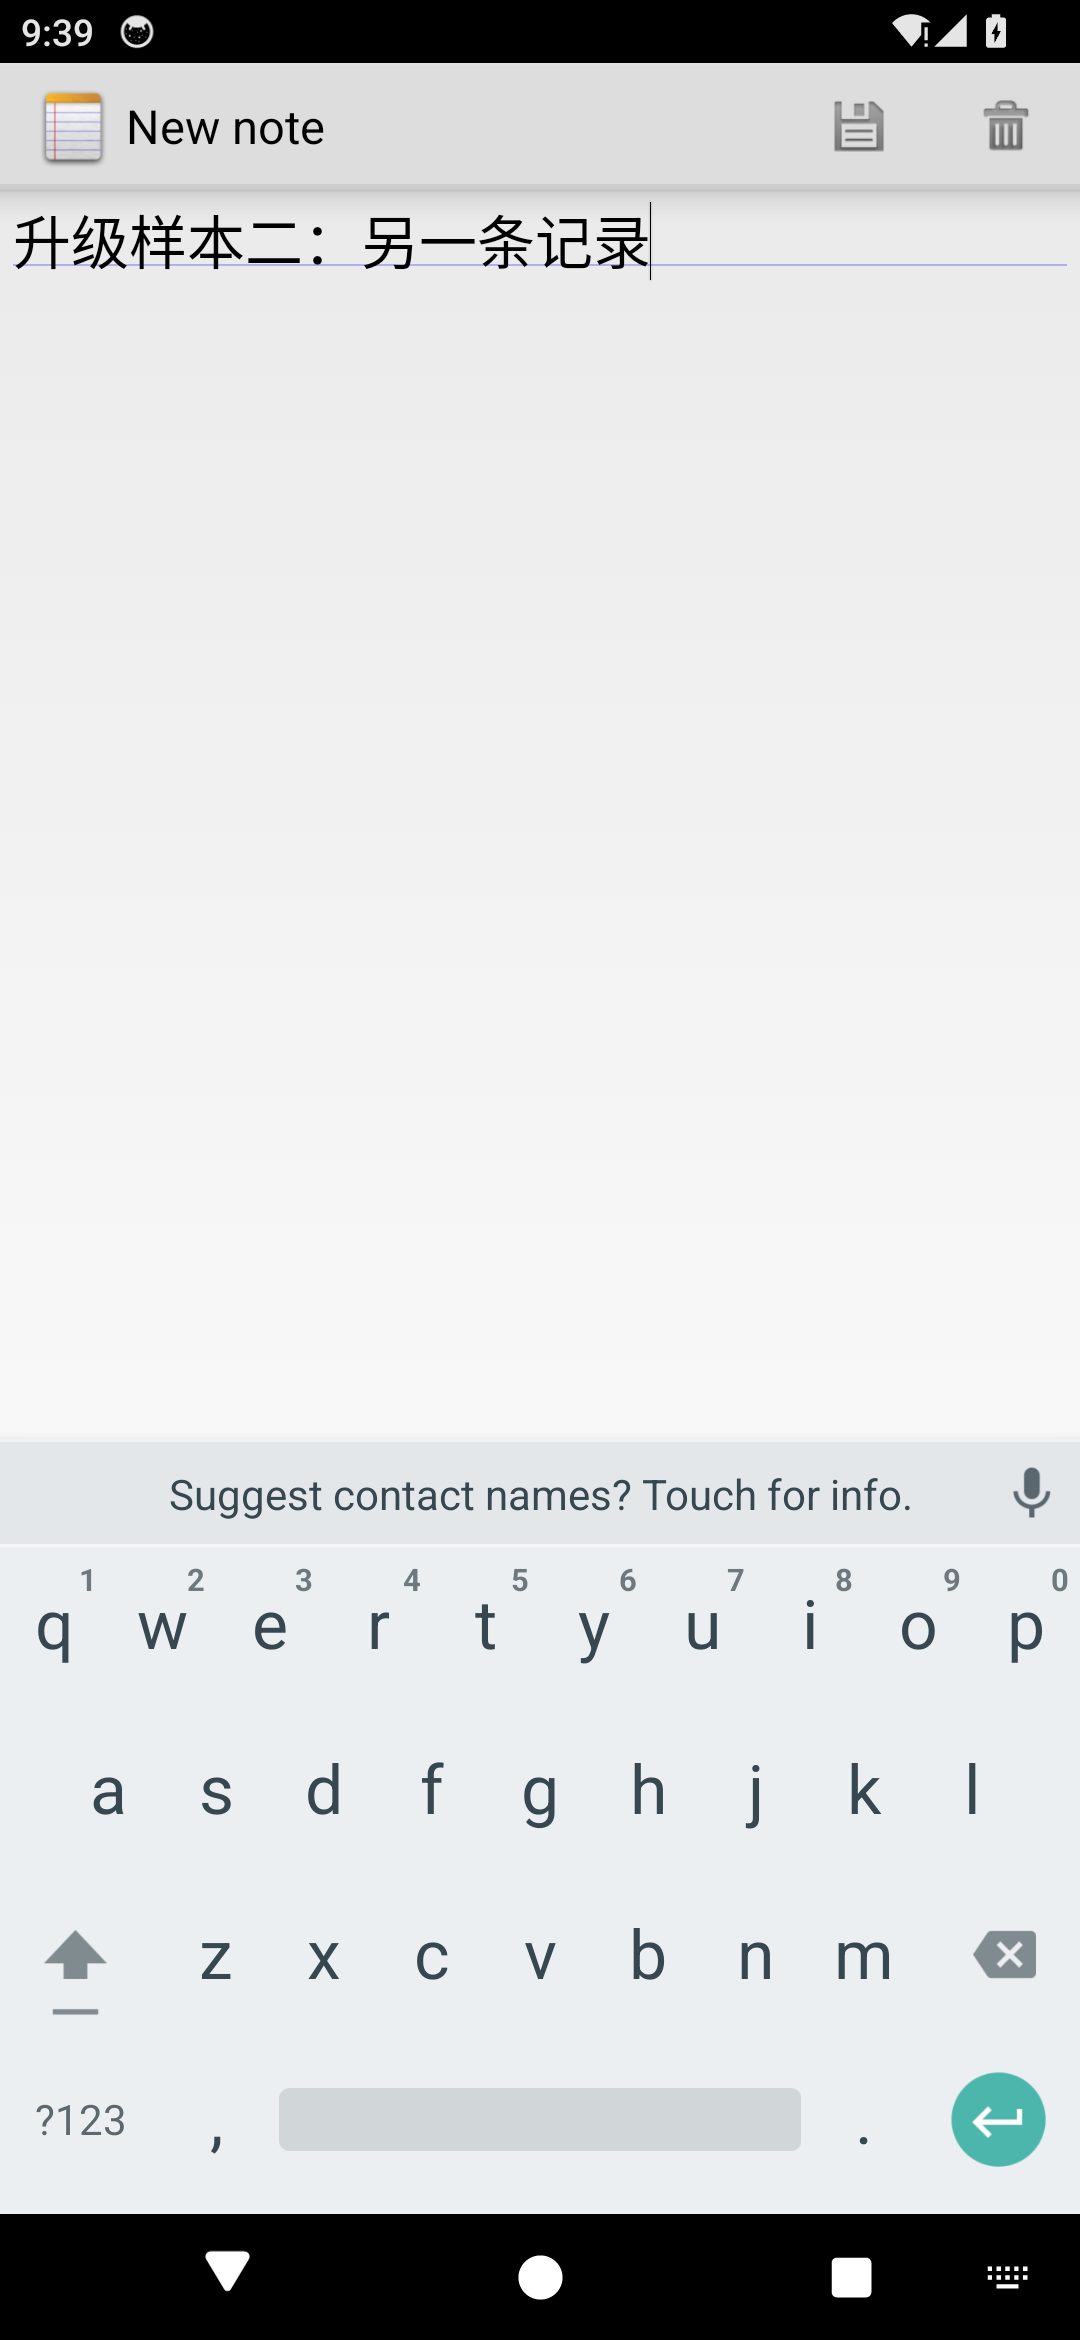 9:39
New note
升级样本二：另一条记录
Suggest contact names? Touch for info.
1 2 3 4 5 6 7 8 9 0
q w e r t y u i o p
a s d f g h j k l
z x c v b n m
?123 , .